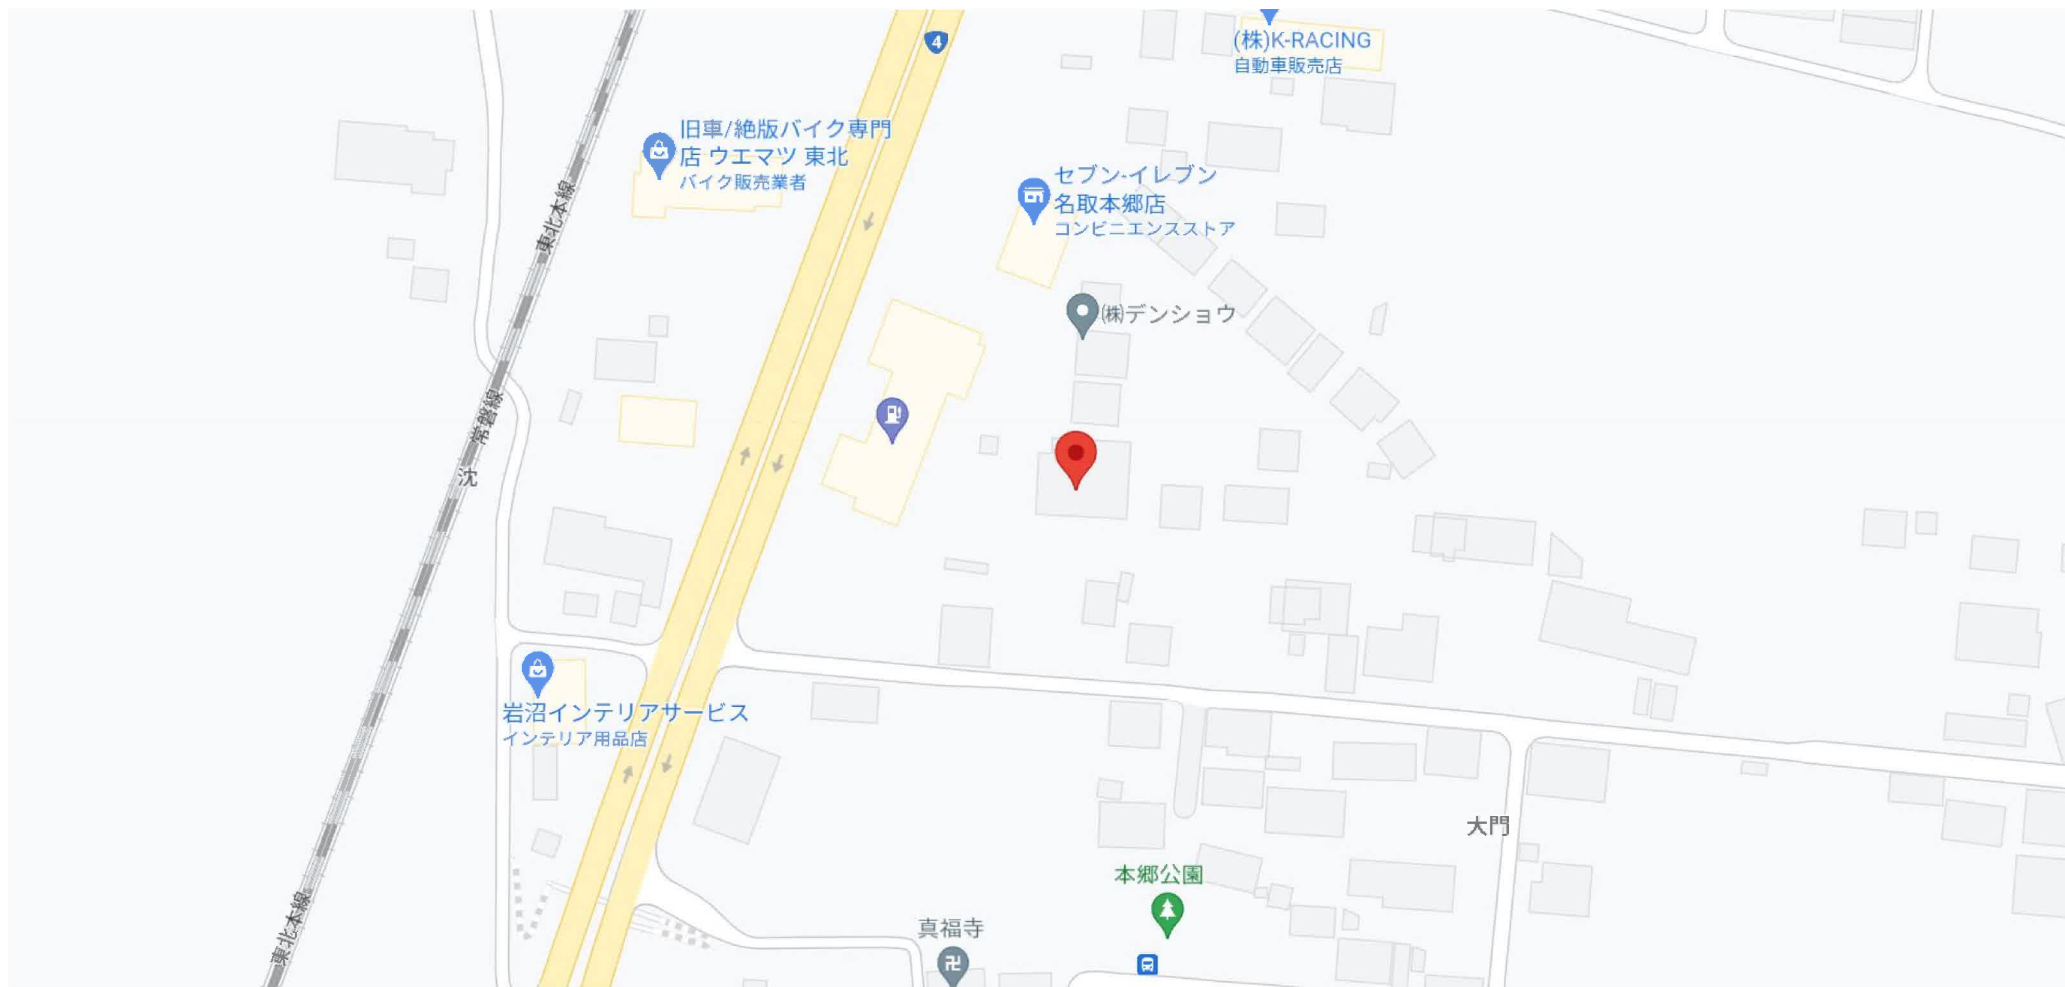 4
(株)K-RACING
自動車販売店
旧車/絶版バイク専門
店 ウエマツ 東北
バイク販売業者
セブン-イレブン
名取本郷店
コンビニエンスストア
東北本線
㈱デンショウ
常磐線
沈
岩沼インテリアサービス
インテリア用品店
大門
本郷公園
真福寺
卍
東北本線